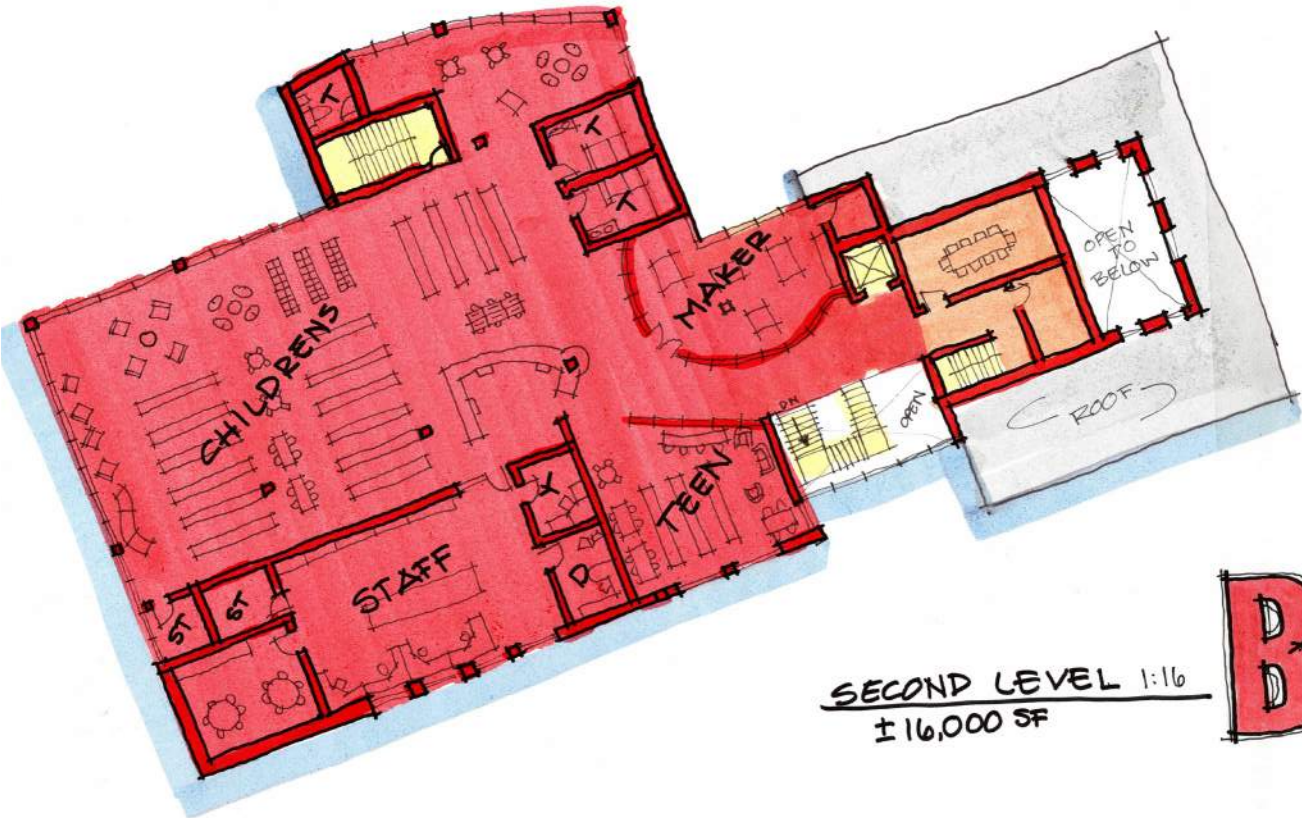 T
T
T
MAKER
OPEN
TO
BELOW
CHILDRENS
DN
OPEN
ROOF
TEEN
STAFF
D
ST
ST
SECOND LEVEL 1:16
± 16,000 SF
B